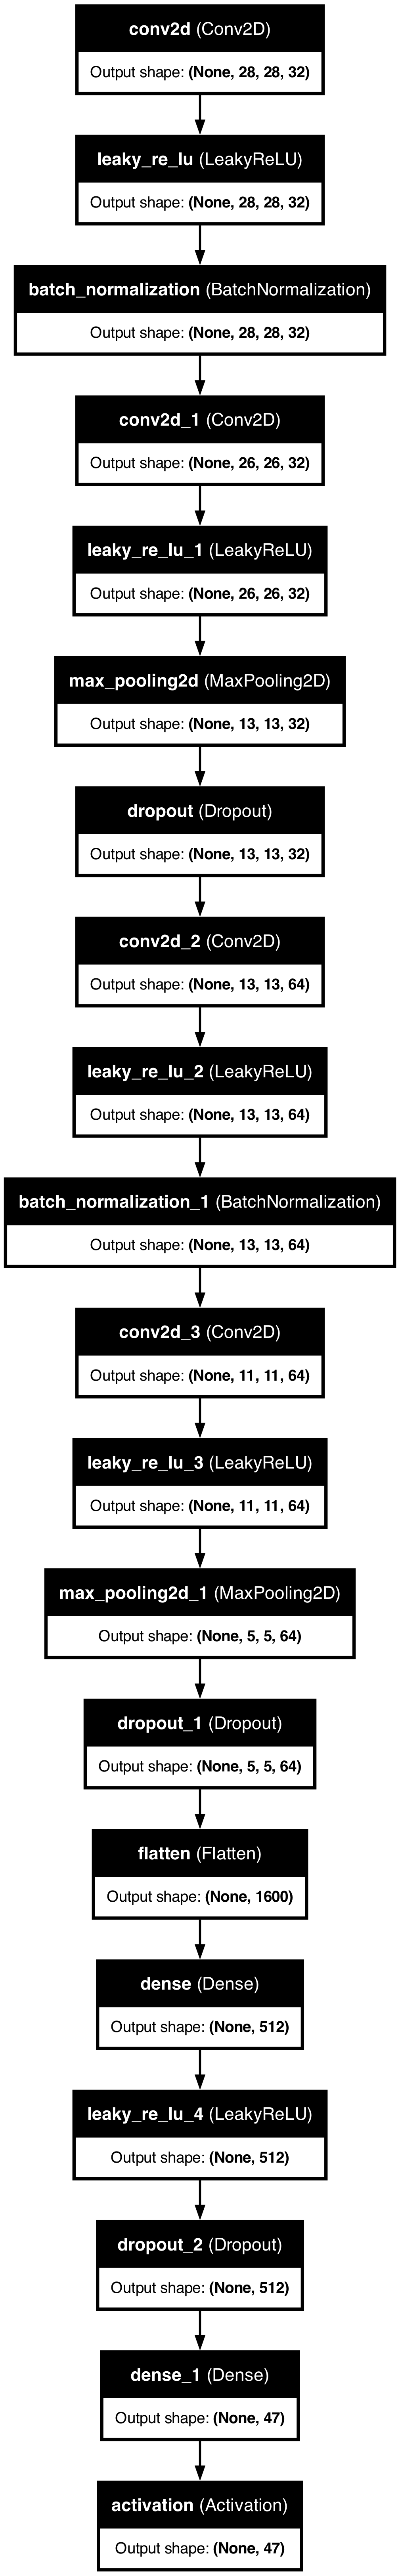 conv2d (Conv2D)
Output shape: (None, 28, 28, 32)
leaky_re_lu (LeakyReLU)
Output shape: (None, 28, 28, 32)
batch_normalization (BatchNormalization)
Output shape: (None, 28, 28, 32)
conv2d_1 (Conv2D)
Output shape: (None, 26, 26, 32)
leaky_re_lu_1 (LeakyReLU)
Output shape: (None, 26, 26, 32)
max_pooling2d (MaxPooling2D)
Output shape: (None, 13, 13, 32)
dropout (Dropout)
Output shape: (None, 13, 13, 32)
conv2d_2 (Conv2D)
Output shape: (None, 13, 13, 64)
leaky_re_lu_2 (LeakyReLU)
Output shape: (None, 13, 13, 64)
batch_normalization_1 (BatchNormalization)
Output shape: (None, 13, 13, 64)
conv2d_3 (Conv2D)
Output shape: (None, 11, 11, 64)
leaky_re_lu_3 (LeakyReLU)
Output shape: (None, 11, 11, 64)
max_pooling2d_1 (MaxPooling2D)
Output shape: (None, 5, 5, 64)
dropout_1 (Dropout)
Output shape: (None, 5, 5, 64)
flatten (Flatten)
Output shape: (None, 1600)
dense (Dense)
Output shape: (None, 512)
leaky_re_lu_4 (LeakyReLU)
Output shape: (None, 512)
dropout_2 (Dropout)
Output shape: (None, 512)
dense_1 (Dense)
Output shape: (None, 47)
activation (Activation)
Output shape: (None, 47)